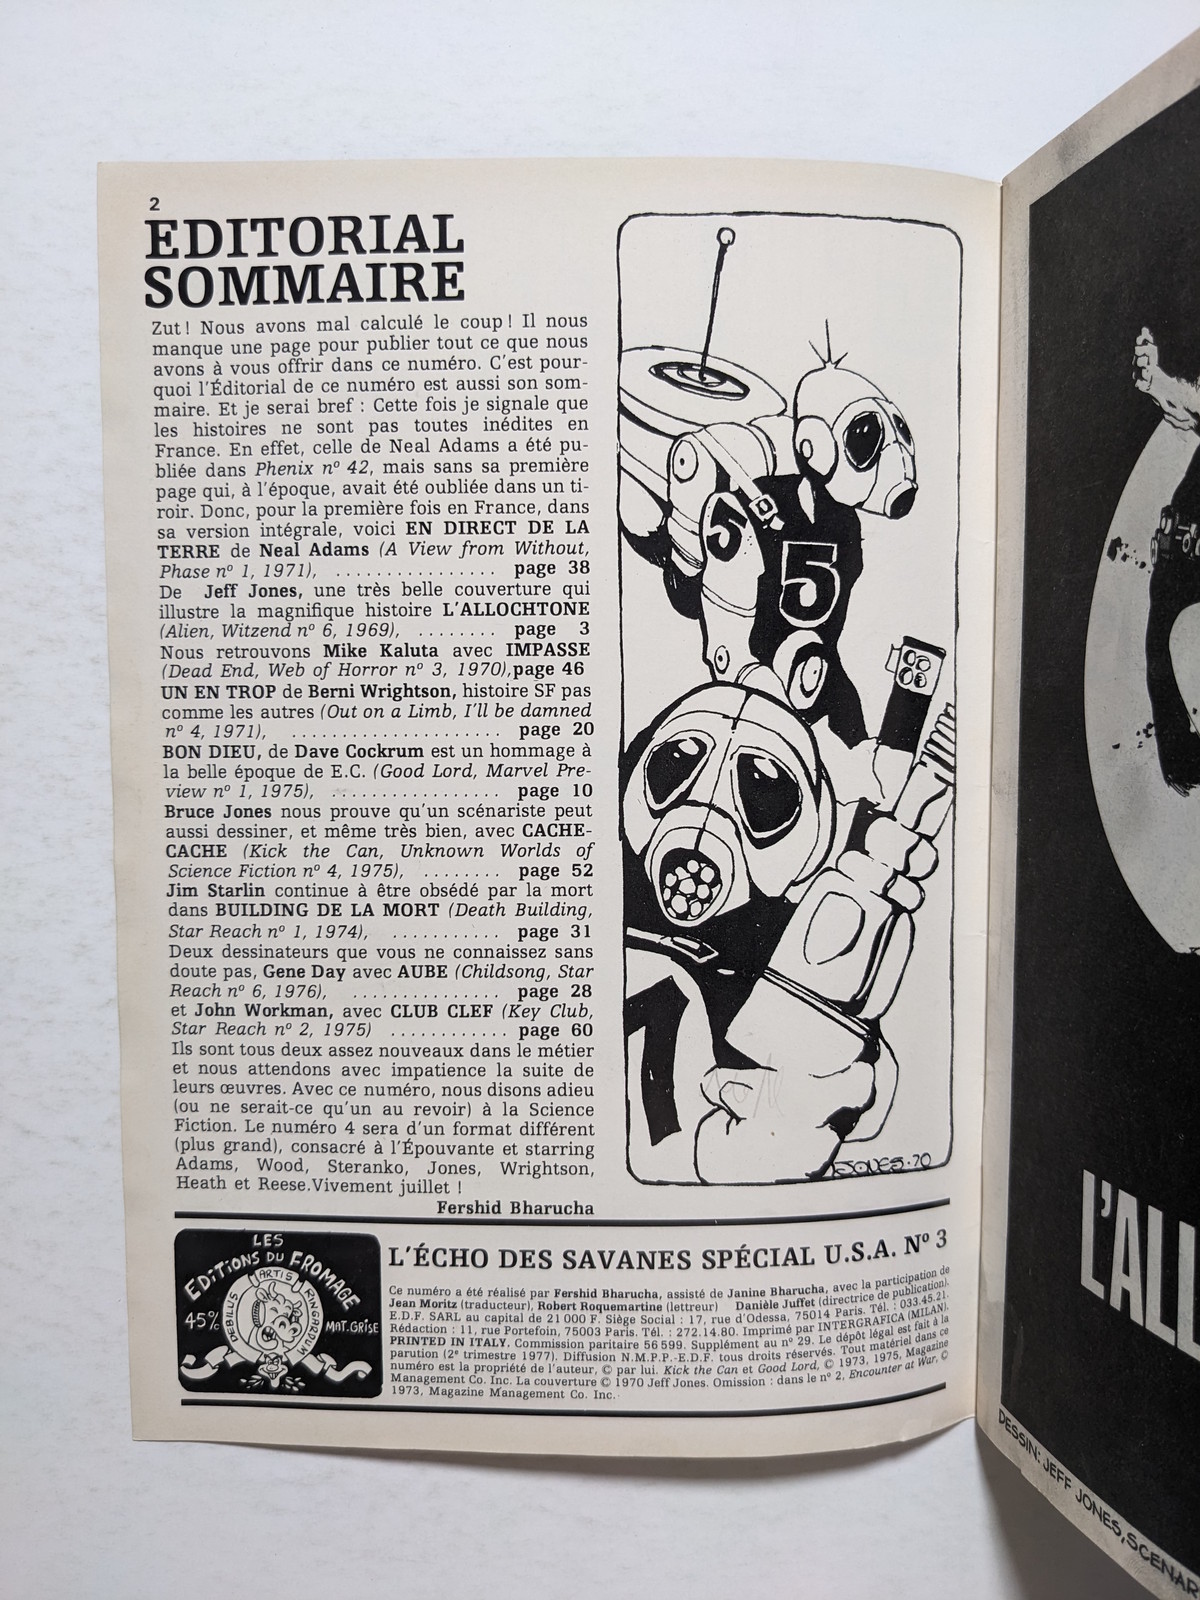 2
EDITORIAL
SOMMAIRE
Zut ! Nous avons mal calculé le coup ! Il nous
manque une page pour publier tout ce que nous
avons à vous offrir dans ce numéro. C'est pour-
quoi l'Éditorial de ce numéro est aussi son som-
maire. Et je serai bref : Cette fois je signale que
les histoires ne sont pas toutes inédites en
France. En effet, celle de Neal Adams a été pu-
bliée dans Phenix nº 42, mais sans sa première
page qui, à l'époque, avait été oubliée dans un ti-
roir. Donc, pour la première fois en France, dans
sa version intégrale, voici EN DIRECT DE LA
TERRE de Neal Adams (A View from Without,
Phase nº 1, 1971), ................ page 38
De Jeff Jones, une très belle couverture qui
illustre la magnifique histoire L'ALLOCHTONE
(Alien, Witzend nº 6, 1969), ........ page 3
Nous retrouvons Mike Kaluta avec IMPASSE
(Dead End, Web of Horror nº 3, 1970),page 46
UN EN TROP de Berni Wrightson, histoire SF pas
comme les autres (Out on a Limb, I'll be damned
nº 4, 1971), ..................... page 20
BON DIEU, de Dave Cockrum est un hommage à
la belle époque de E.C. (Good Lord, Marvel Pre-
view nº 1, 1975), ................. page 10
Bruce Jones nous prouve qu'un scénariste peut
aussi dessiner, et même très bien, avec CACHE-
CACHE (Kick the Can, Unknown Worlds of
Science Fiction nº 4, 1975), ........ page 52
Jim Starlin continue à être obsédé par la mort
dans BUILDING DE LA MORT (Death Building,
Star Reach nº 1, 1974), ........... page 31
Deux dessinateurs que vous ne connaissez sans
doute pas, Gene Day avec AUBE (Childsong, Star
Reach nº 6, 1976), ............... page 28
et John Workman, avec CLUB CLEF (Key Club,
Star Reach nº 2, 1975) ............ page 60
Ils sont tous deux assez nouveaux dans le métier
et nous attendons avec impatience la suite de
leurs œuvres. Avec ce numéro, nous disons adieu
(ou ne serait-ce qu'un au revoir) à la Science
Fiction. Le numéro 4 sera d'un format différent
(plus grand), consacré à l'Épouvante et starring
Adams, Wood, Steranko, Jones, Wrightson,
Heath et Reese.Vivement juillet !
Fershid Bharucha
5
5
7
JONES·70
LES
EDITIONS DU FROMAGE
45%
MAT.GRISE
DEBILUS ARTIS RINGARDUM
L'ÉCHO DES SAVANES SPÉCIAL U.S.A. Nº 3
Ce numéro a été réalisé par Fershid Bharucha, assisté de Janine Bharucha, avec la participation de
Jean Moritz (traducteur), Robert Roquemartine (lettreur) Danièle Juffet (directrice de publication).
E.D.F. SARL au capital de 21 000 F. Siège Social : 17, rue d'Odessa, 75014 Paris. Tél. : 033.45.21.
Rédaction : 11, rue Portefoin, 75003 Paris. Tél. : 272.14.80. Imprimé par INTERGRAFICA (MILAN).
PRINTED IN ITALY. Commission paritaire 56 599. Supplément au nº 29. Le dépôt légal est fait à la
parution (2e trimestre 1977). Diffusion N.M.P.P.-E.D.F. tous droits réservés. Tout matériel dans ce
numéro est la propriété de l'auteur, © par lui. Kick the Can et Good Lord, © 1973, 1975, Magazine
Management Co. Inc. La couverture © 1970 Jeff Jones. Omission : dans le nº 2, Encounter at War, ©
1973, Magazine Management Co. Inc.
L'ALL
DESSIN: JEFF JONES, SCENAR